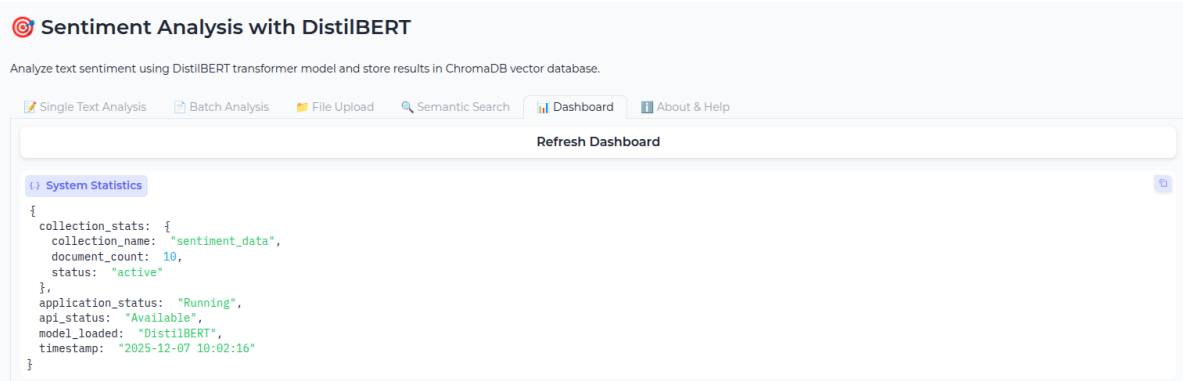 🎯 Sentiment Analysis with DistilBERT
Analyze text sentiment using DistilBERT transformer model and store results in ChromaDB vector database.
📝 Single Text Analysis 📄 Batch Analysis 📁 File Upload 🔍 Semantic Search 📊 Dashboard ℹ️ About & Help
Refresh Dashboard
{.} System Statistics
{
collection_stats: {
collection_name: "sentiment_data",
document_count: 10,
status: "active"
},
application_status: "Running",
api_status: "Available",
model_loaded: "DistilBERT",
timestamp: "2025-12-07 10:02:16"
}